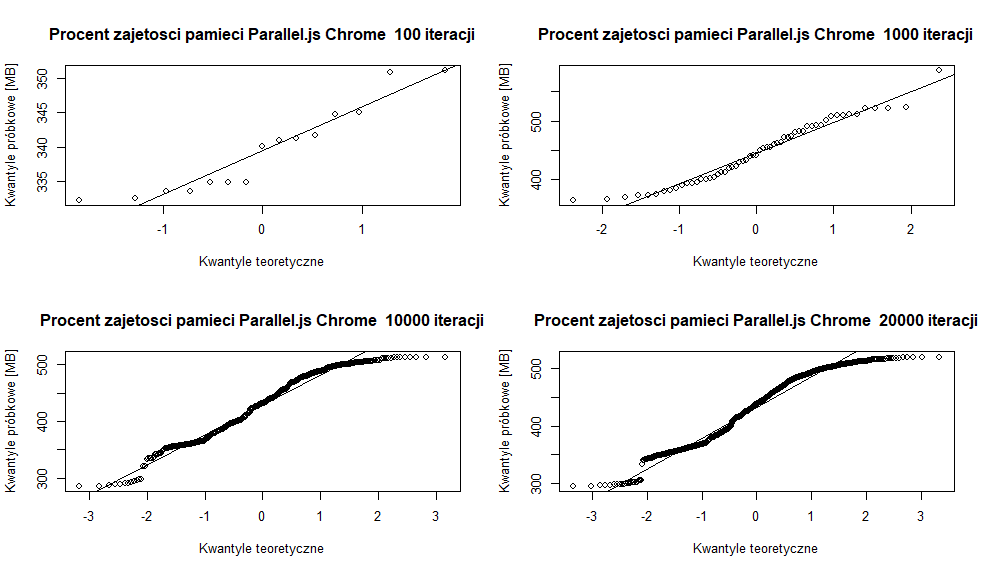 Procent zajetosci pamieci Parallel.js Chrome  100 iteracji
Kwantyle próbkowe [MB]
350
345
340
335
-1
0
1
Kwantyle teoretyczne
Procent zajetosci pamieci Parallel.js Chrome  1000 iteracji
Kwantyle próbkowe [MB]
500
400
-2
-1
0
1
2
Kwantyle teoretyczne
Procent zajetosci pamieci Parallel.js Chrome  10000 iteracji
Kwantyle próbkowe [MB]
500
400
300
-3
-2
-1
0
1
2
3
Kwantyle teoretyczne
Procent zajetosci pamieci Parallel.js Chrome  20000 iteracji
Kwantyle próbkowe [MB]
500
400
300
-3
-2
-1
0
1
2
3
Kwantyle teoretyczne